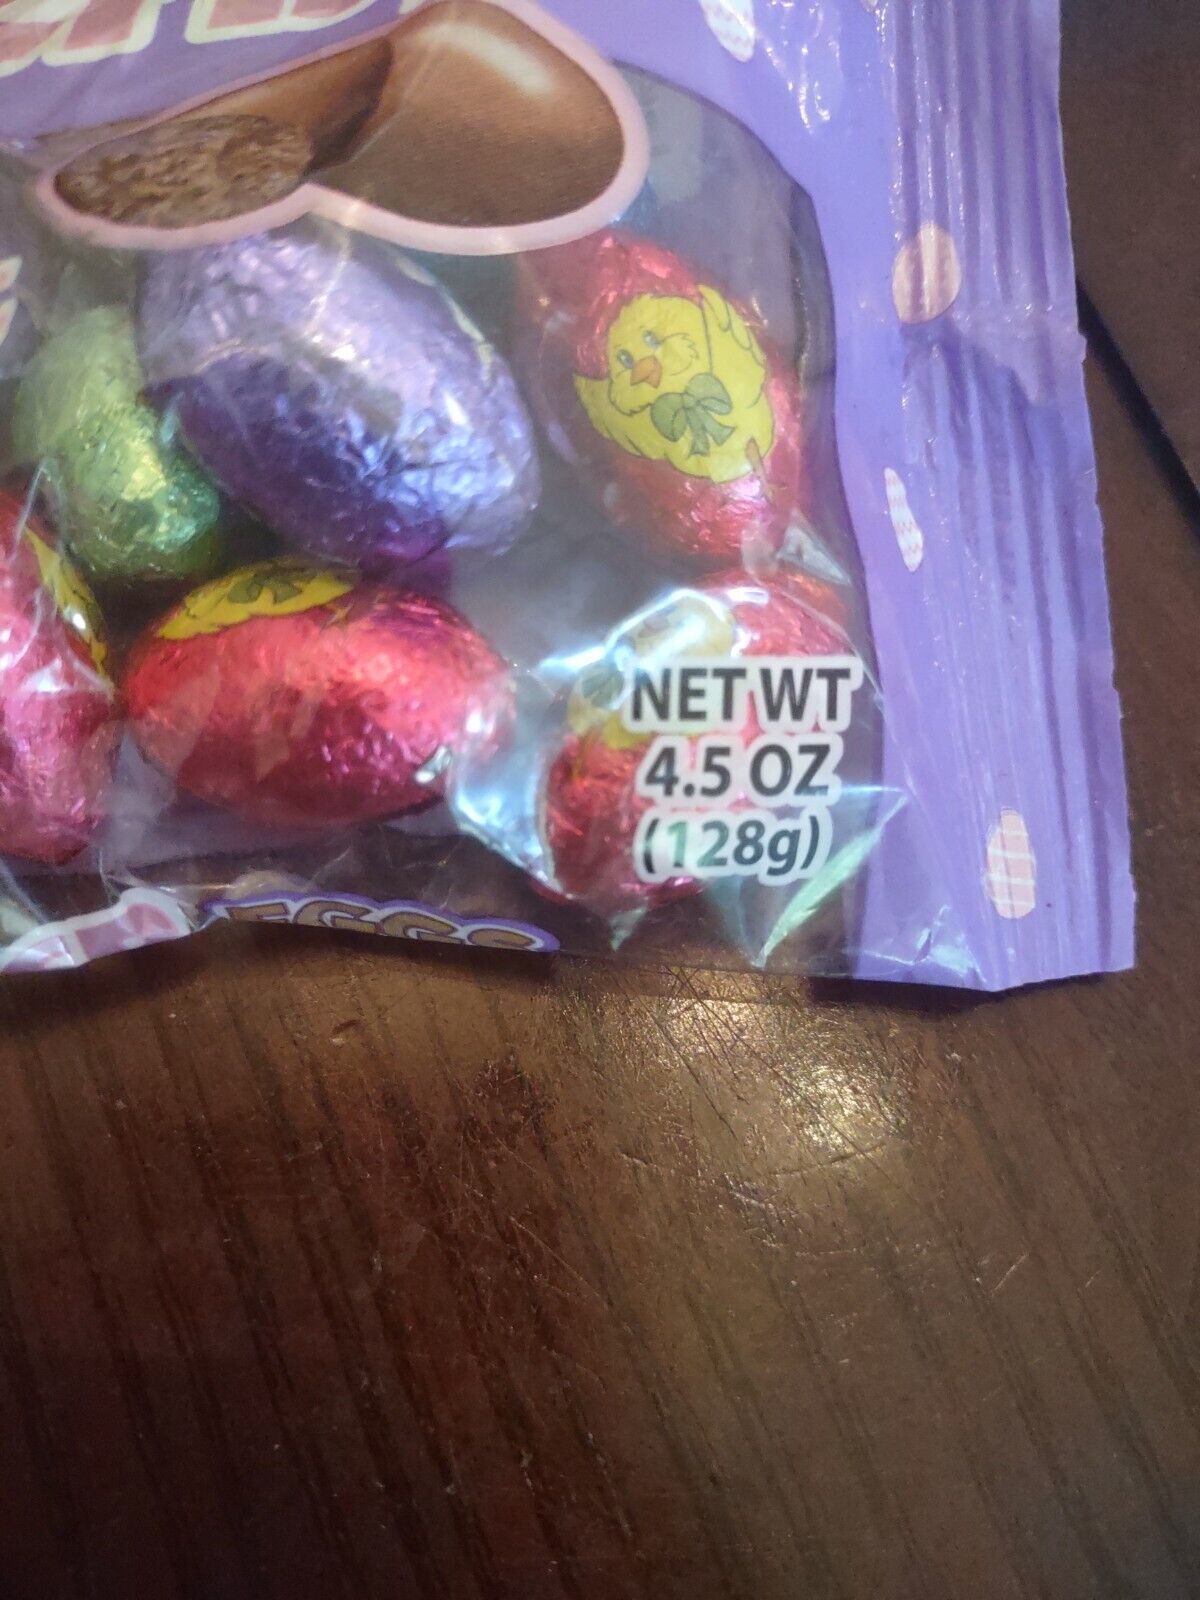 NET WT
4.5 OZ
(128g)
EGGS